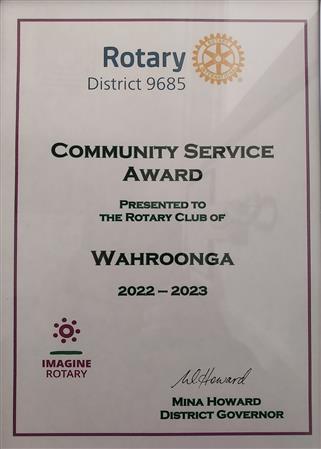 Rotary
District 9685
COMMUNITY SERVICE
AWARD
PRESENTED TO
THE ROTARY CLUB OF
WAHROONGA
2022 – 2023
IMAGINE
ROTARY
MHoward
MINA HOWARD
DISTRICT GOVERNOR